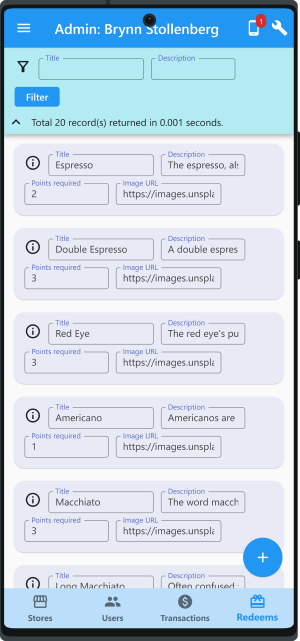 Admin: Brynn Stollenberg
1
Title
Description
Filter
Total 20 record(s) returned in 0.001 seconds.
Title
Description
Espresso
The espresso, als
Points required
Image URL
2
https://images.unspla
Title
Description
Double Espresso
A double espres
Points required
Image URL
3
https://images.unspla
Title
Description
Red Eye
The red eye's pu
Points required
Image URL
3
https://images.unspla
Title
Description
Americano
Americanos are
Points required
Image URL
1
https://images.unspla
Title
Description
Macchiato
The word macch
Points required
Image URL
3
https://images.unspla
Title
Description
Long Macchiato
Often confused
Stores
Users
Transactions
Redeems